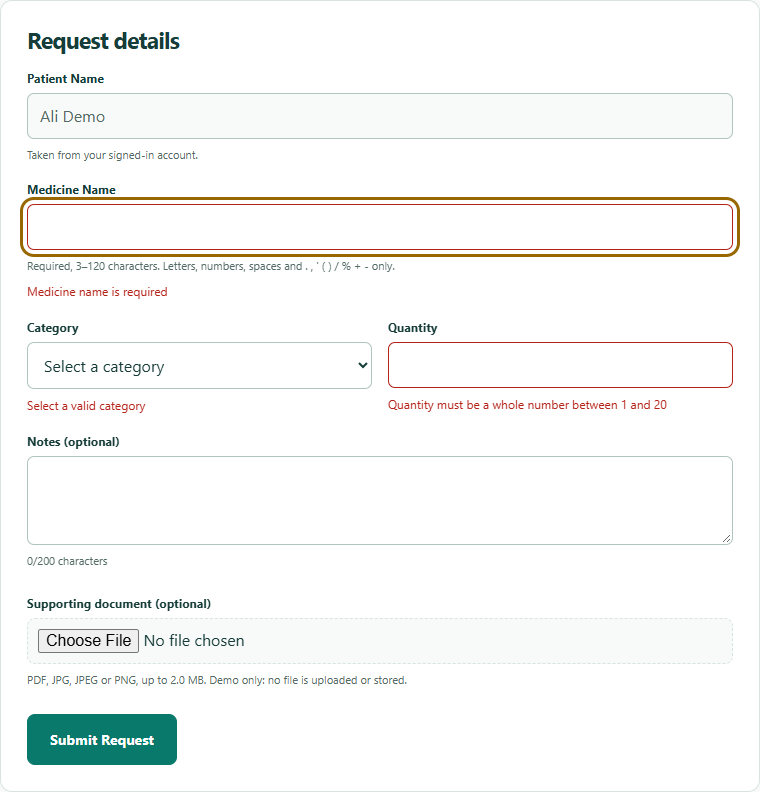 Request details
Patient Name
Ali Demo
Taken from your signed-in account.
Medicine Name
Required, 3–120 characters. Letters, numbers, spaces and . , ' ( ) / % + - only.
Medicine name is required
Category
Quantity
Select a category
Select a valid category
Quantity must be a whole number between 1 and 20
Notes (optional)
0/200 characters
Supporting document (optional)
Choose File No file chosen
PDF, JPG, JPEG or PNG, up to 2.0 MB. Demo only: no file is uploaded or stored.
Submit Request